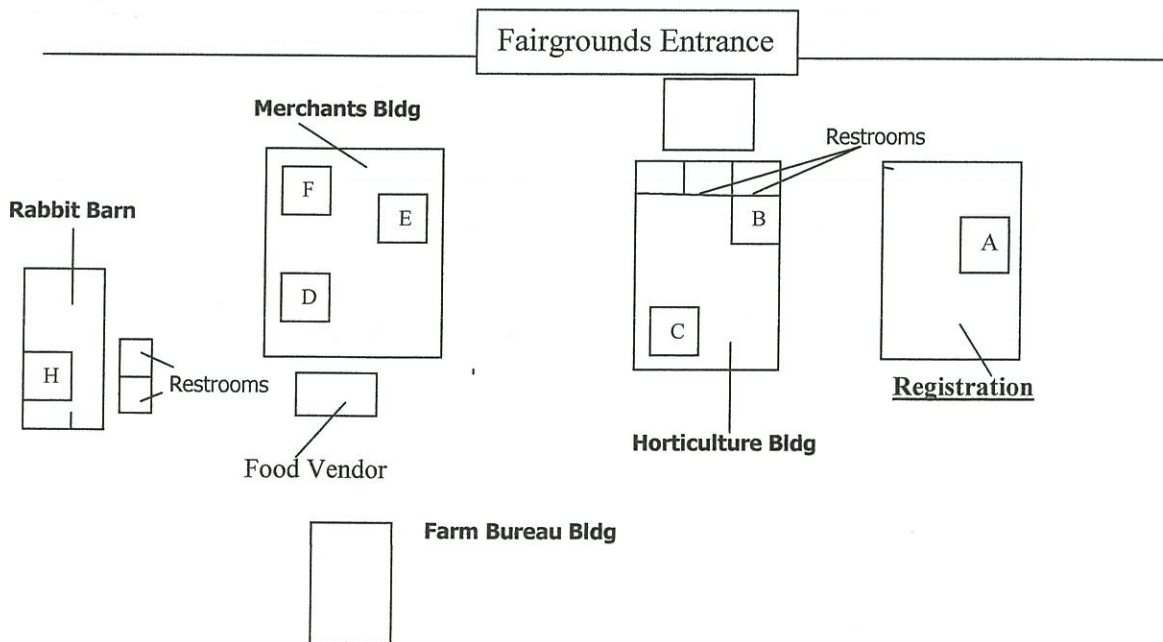 Fairgrounds Entrance
Merchants Bldg
Restrooms
Rabbit Barn
F
E
B
A
D
C
H
Restrooms
Registration
Horticulture Bldg
Food Vendor
Farm Bureau Bldg